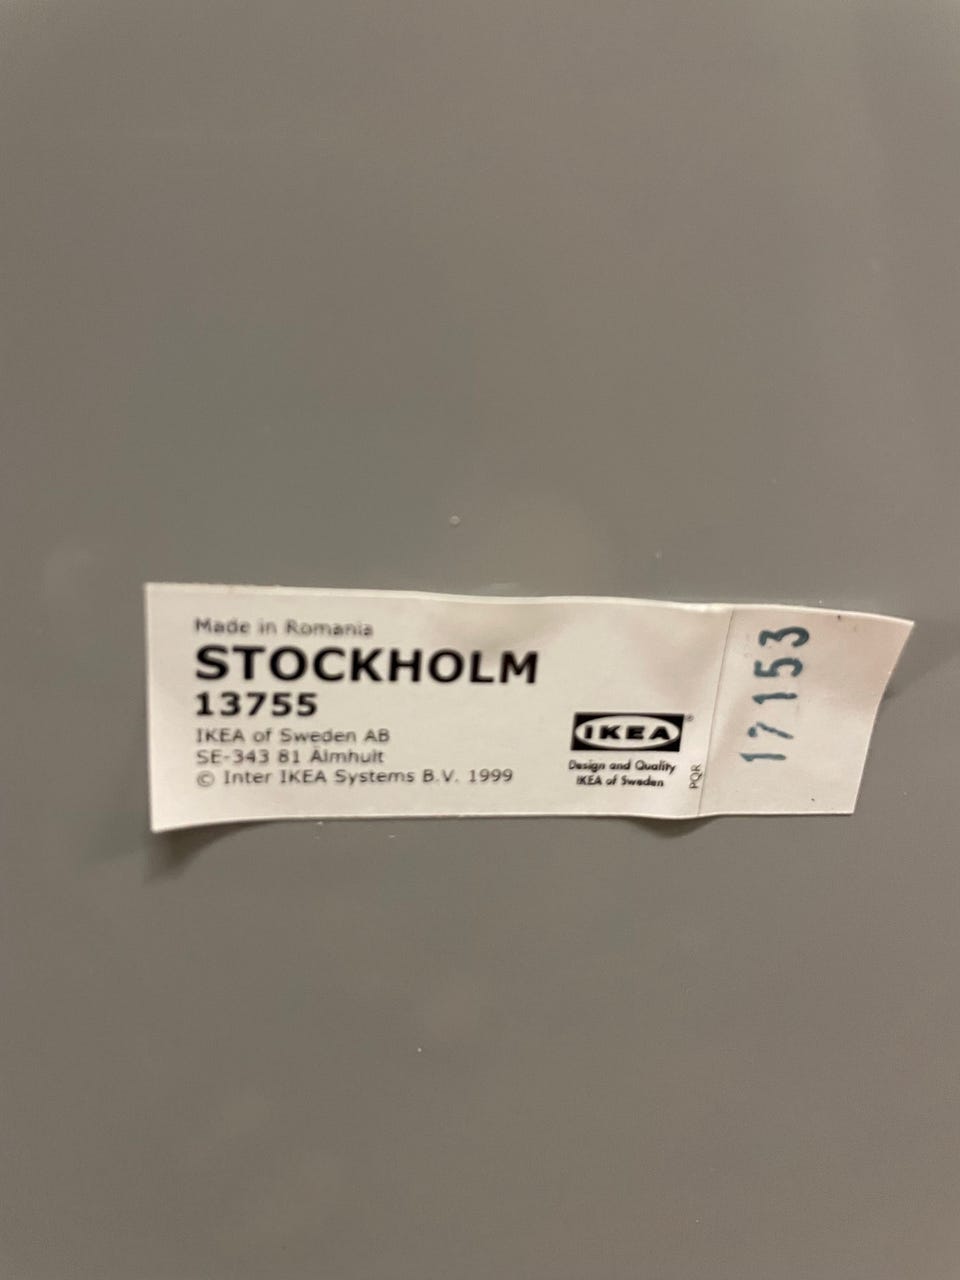 Made in Romania
STOCKHOLM
13755
IKEA of Sweden AB
SE-343 81 Älmhult
© Inter IKEA Systems B.V. 1999
IKEA®
Design and Quality
IKEA of Sweden
PQR
17153